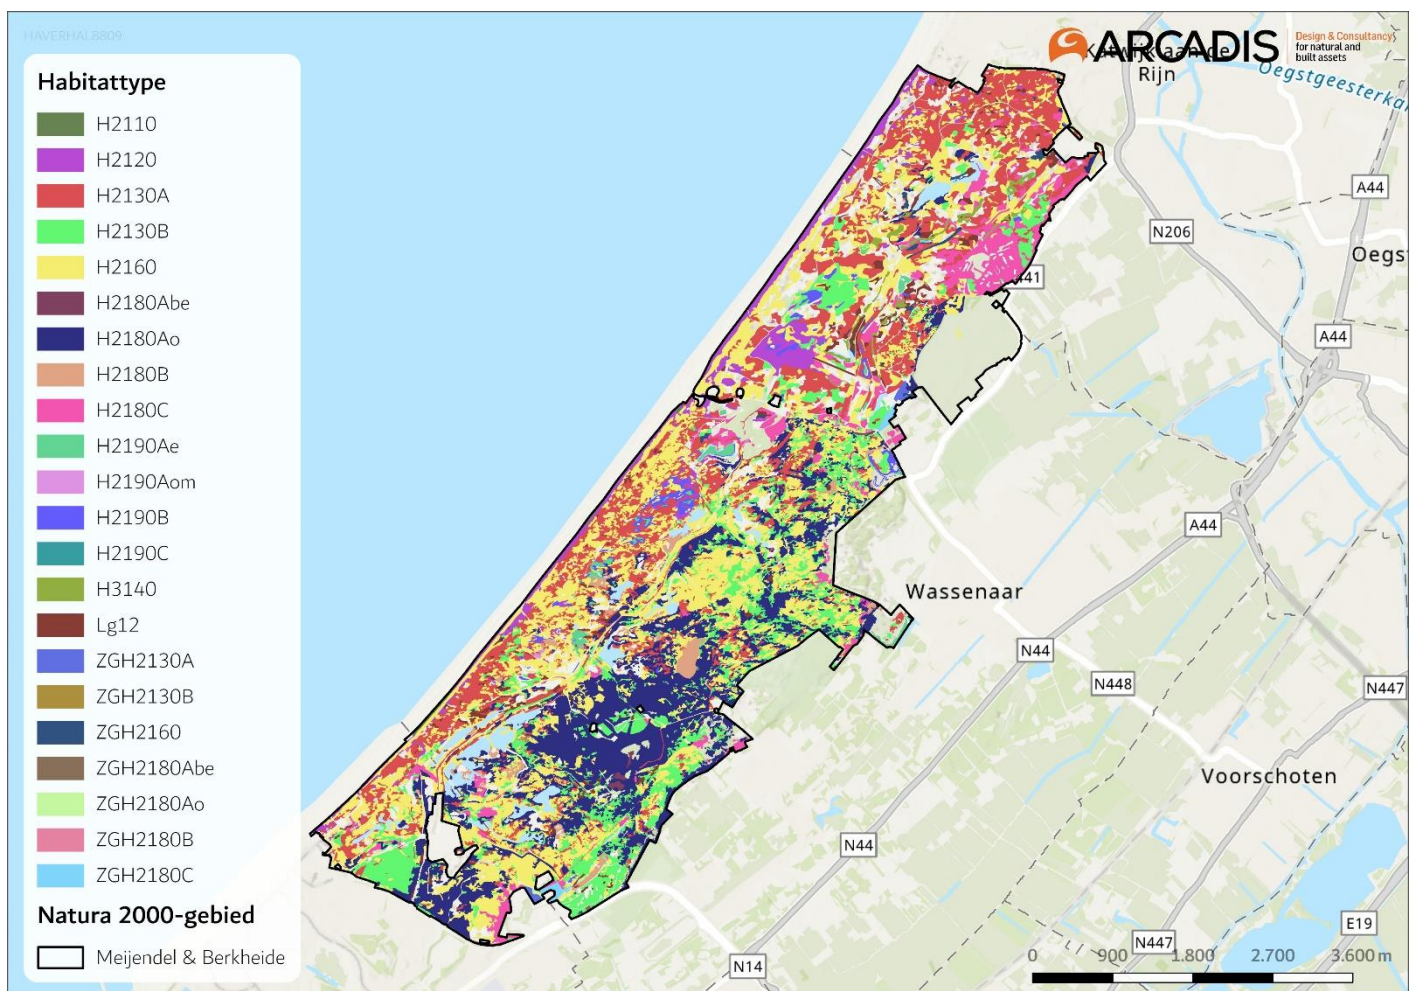 HAVERHAL8809
Habitattype
H2110
H2120
H2130A
H2130B
H2160
H2180Abe
H2180Ao
H2180B
H2180C
H2190Ae
H2190Aom
H2190B
H2190C
H3140
Lg12
ZGH2130A
ZGH2130B
ZGH2160
ZGH2180Abe
ZGH2180Ao
ZGH2180B
ZGH2180C
Natura 2000-gebied
Meijendel & Berkheide
ARCADIS
Design & Consultancy
for natural and
built assets
Rijn
A44
N206
A44
A44
Wassenaar
N44
N448
N447
Voorschoten
N44
E19
N447
N14
0 900 1.800 2.700 3.600 m